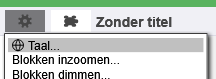 Zonder titel
Taal...
Blokken inzoomen...
Blokken dimmen...